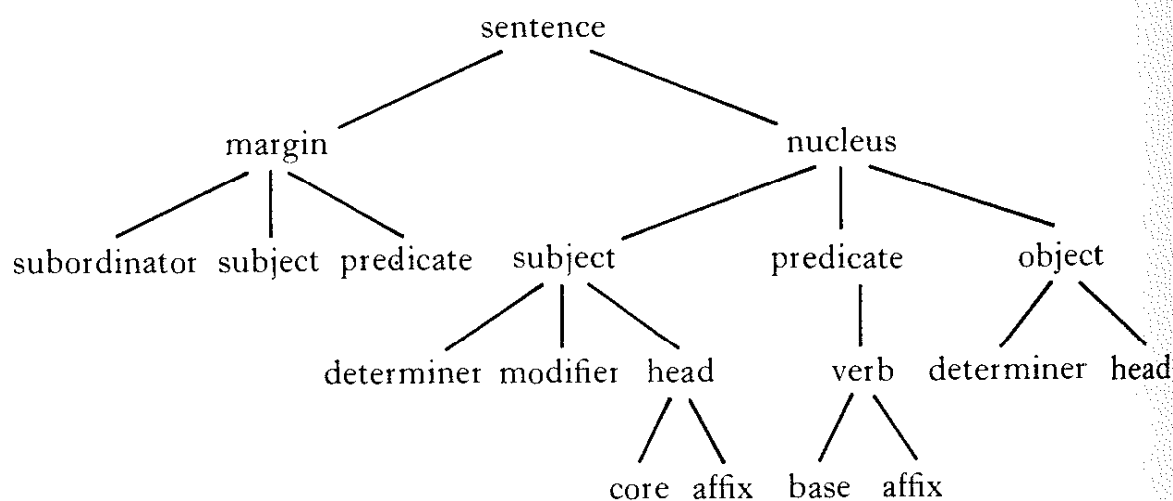 sentence
margin nucleus
subordinator subject predicate subject predicate object
determiner modifier head verb determiner head
core affix base affix